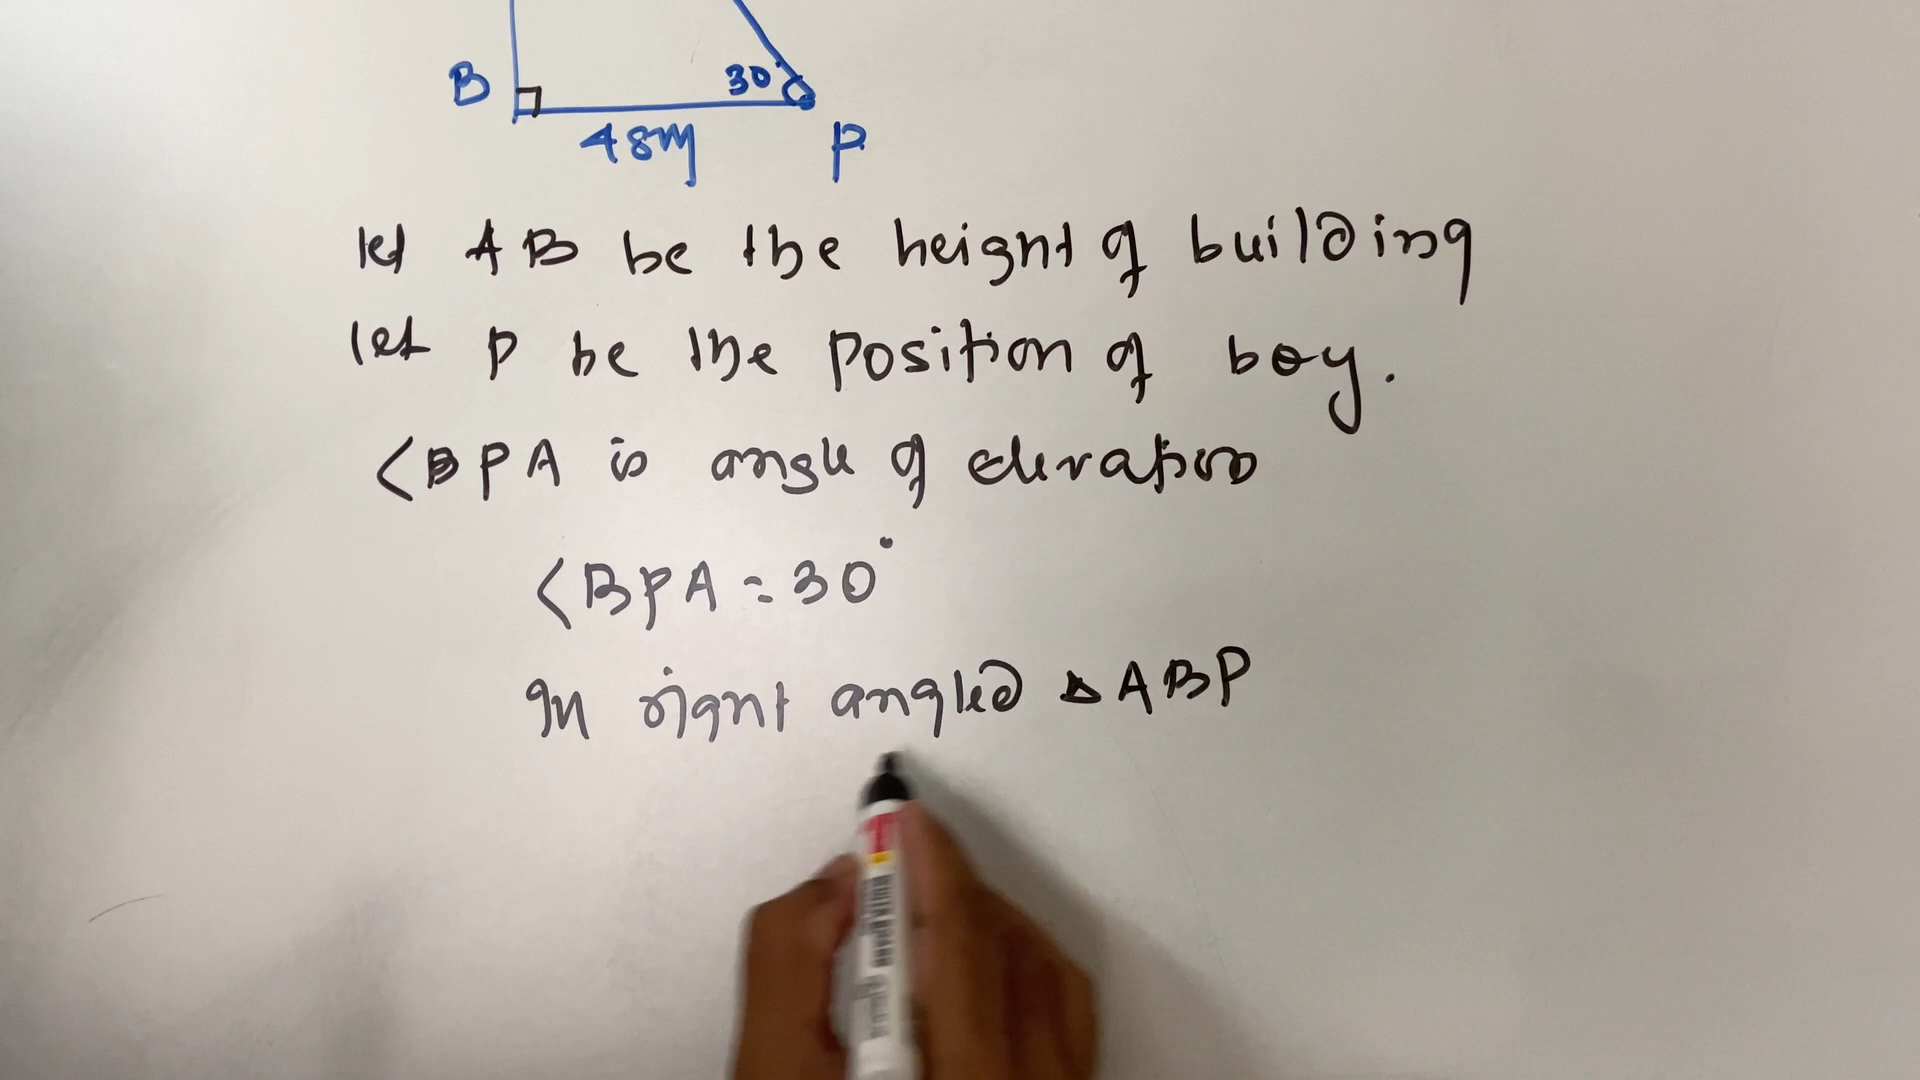 B 30°
48m P
let AB be the height of building
let P be the position of boy.
<BPA is angle of elevation
<BPA = 30°
In right angled △ABP